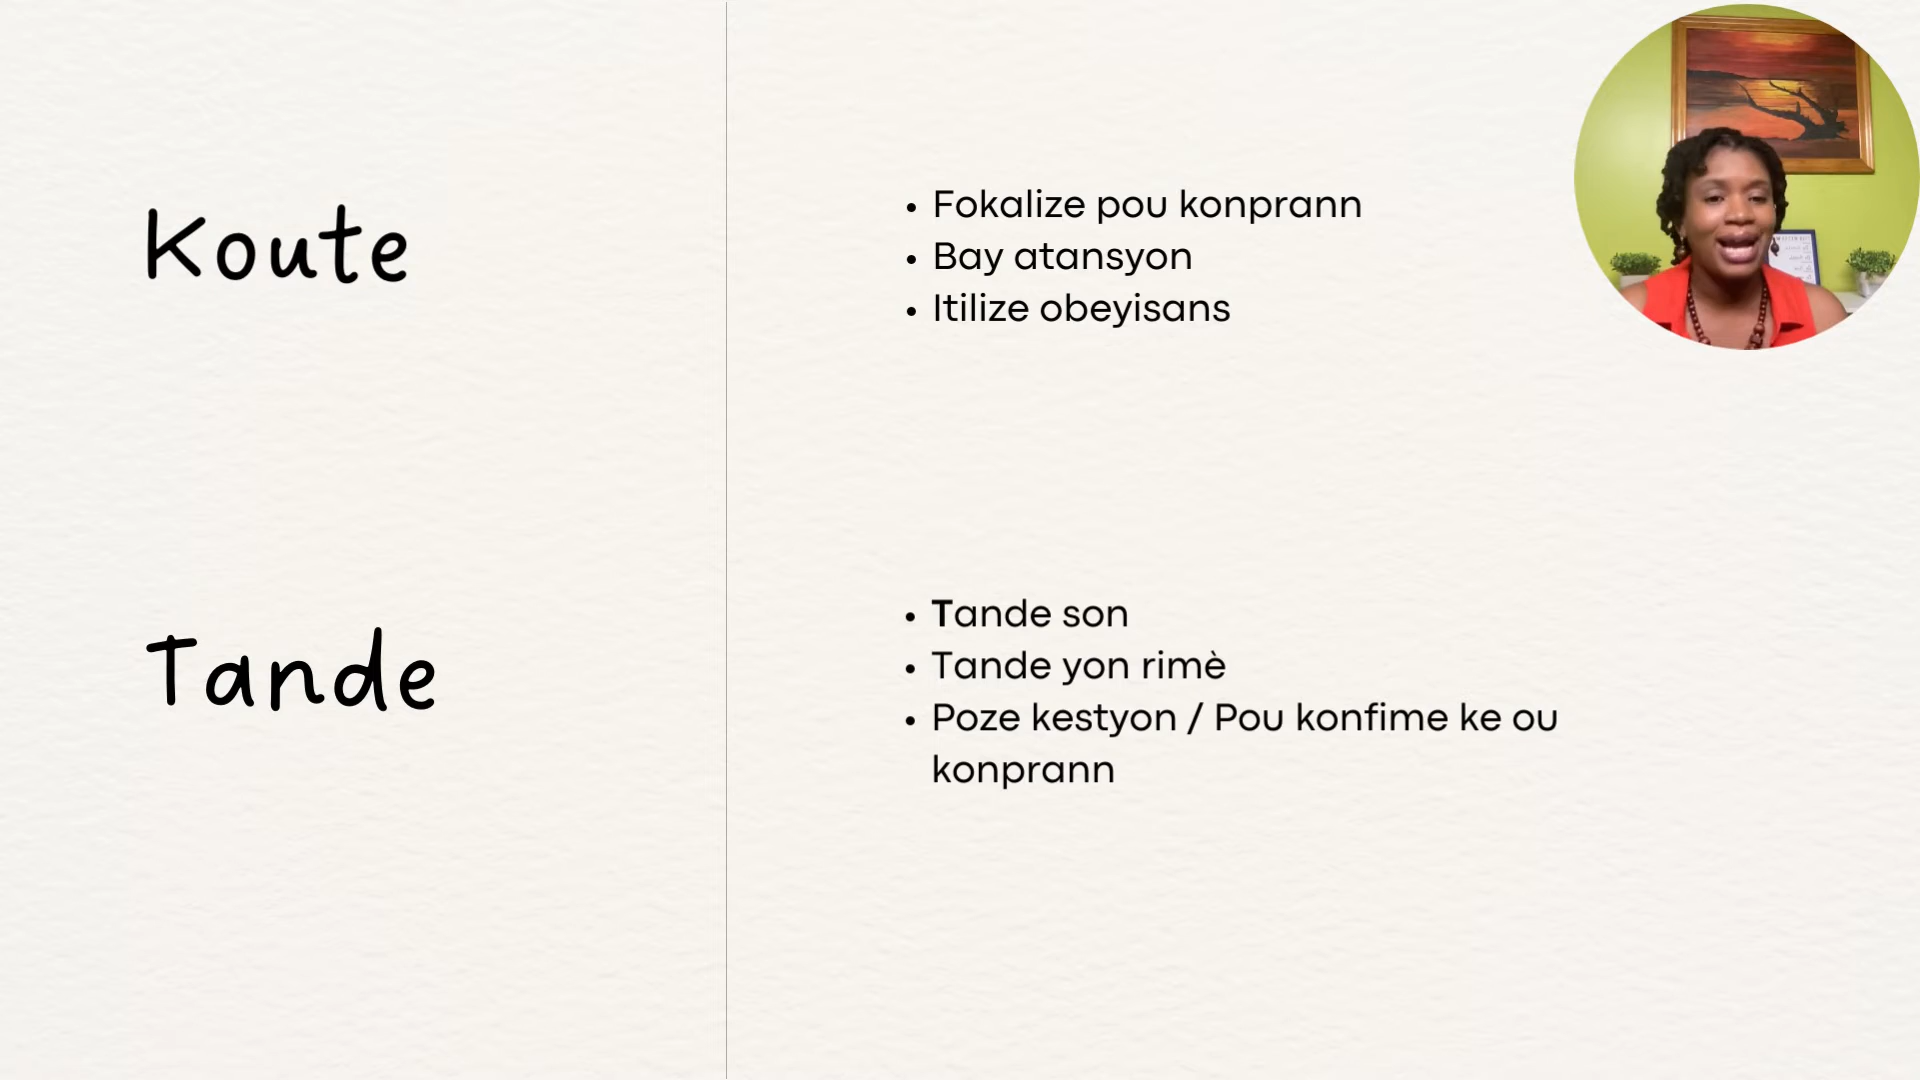 Koute
Fokalize pou konprann
Bay atansyon
Itilize obeyisans
Tande
Tande son
Tande yon rimè
Poze kestyon / Pou konfime ke ou
konprann